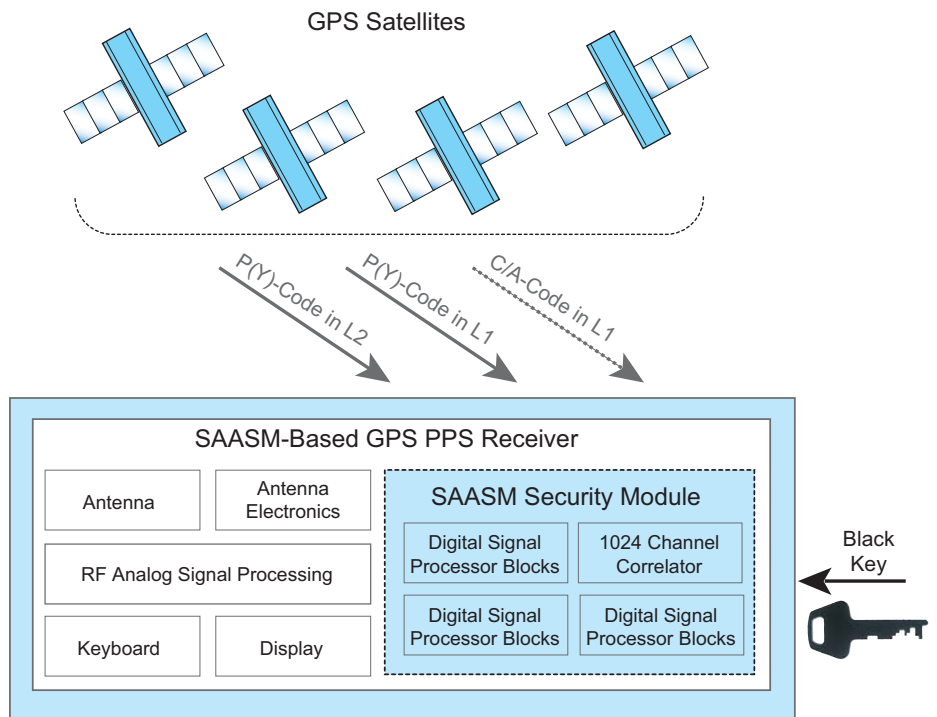 GPS Satellites
P(Y)-Code in L2
P(Y)-Code in L1
C/A-Code in L1
SAASM-Based GPS PPS Receiver
Antenna
Antenna
Electronics
RF Analog Signal Processing
Keyboard
Display
SAASM Security Module
Digital Signal
Processor Blocks
1024 Channel
Correlator
Digital Signal
Processor Blocks
Digital Signal
Processor Blocks
Black
Key